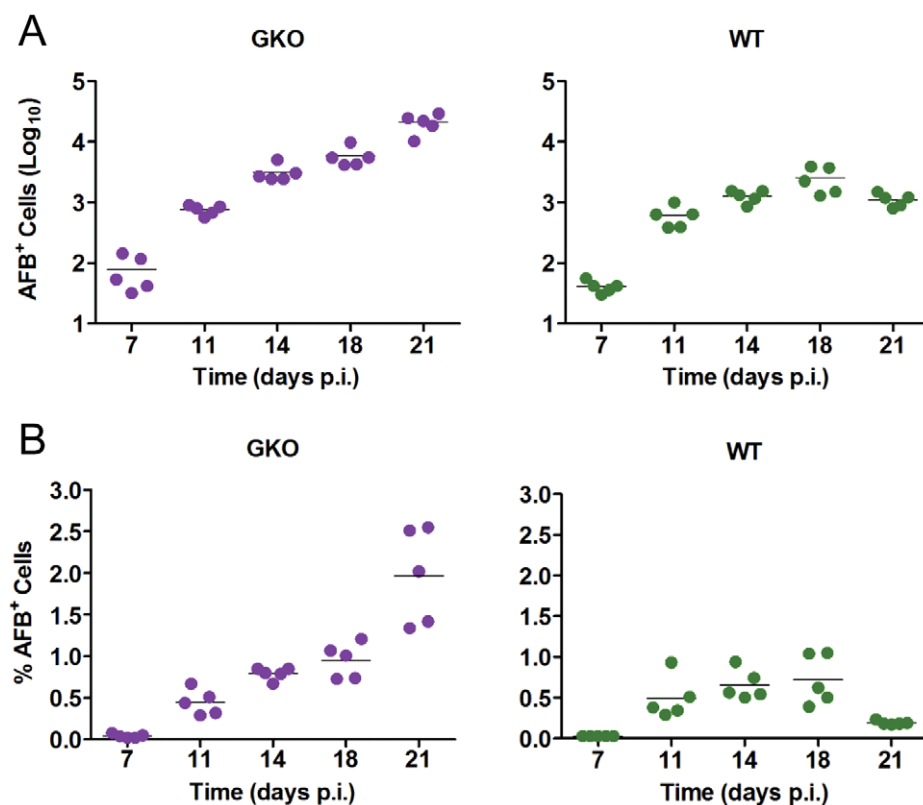 A
GKO
WT
AFB+ Cells (Log10)
5
4
3
2
1
7 11 14 18 21
Time (days p.i.)
5
4
3
2
1
7 11 14 18 21
Time (days p.i.)
B
GKO
WT
% AFB+ Cells
3.0
2.5
2.0
1.5
1.0
0.5
0.0
7 11 14 18 21
Time (days p.i.)
3.0
2.5
2.0
1.5
1.0
0.5
0.0
7 11 14 18 21
Time (days p.i.)